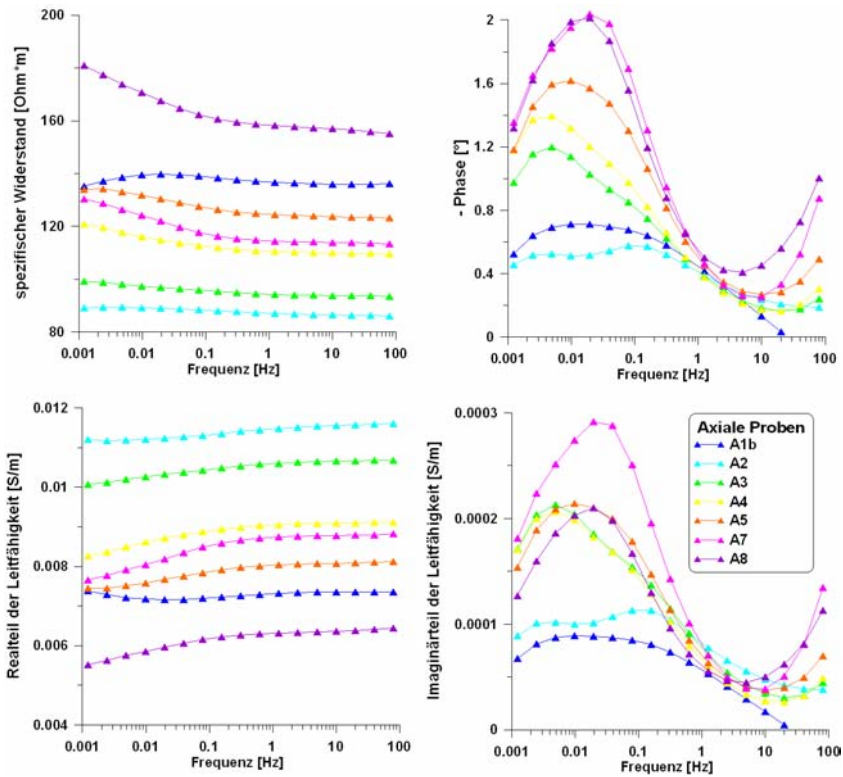 200
160
120
80
spezifischer Widerstand [Ohm*m]
0.001 0.01 0.1 1 10 100
Frequenz [Hz]
2
1.6
1.2
0.8
0.4
0
- Phase [°]
0.001 0.01 0.1 1 10 100
Frequenz [Hz]
0.012
0.01
0.008
0.006
0.004
Realteil der Leitfähigkeit [S/m]
0.001 0.01 0.1 1 10 100
Frequenz [Hz]
0.0003
0.0002
0.0001
0
Imaginärteil der Leitfähigkeit [S/m]
0.001 0.01 0.1 1 10 100
Frequenz [Hz]
Axiale Proben
A1b
A2
A3
A4
A5
A7
A8